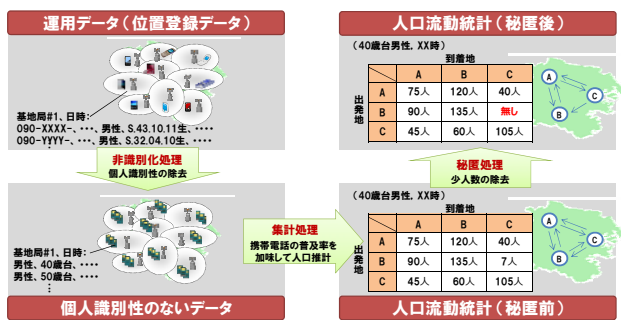 運用データ(位置登録データ)
基地局#1、日時:
090-XXXX-、・・・、男性、S.43.10.11生、・・・・
090-YYYY-、・・・、男性、S.32.04.10生、・・・・
:
非識別化処理
個人識別性の除去
基地局#1、日時:
男性、40歳台、・・・・
男性、50歳台、・・・・
:
個人識別性のないデータ
集計処理
携帯電話の普及率を
加味して人口推計
人口流動統計(秘匿前)
(40歳台男性, XX時)
到着地
出発地
A B C
A 75人 120人 40人
B 90人 135人 7人
C 45人 60人 105人
A
B
C
秘匿処理
少人数の除去
人口流動統計(秘匿後)
(40歳台男性, XX時)
到着地
出発地
A B C
A 75人 120人 40人
B 90人 135人 無し
C 45人 60人 105人
A
B
C